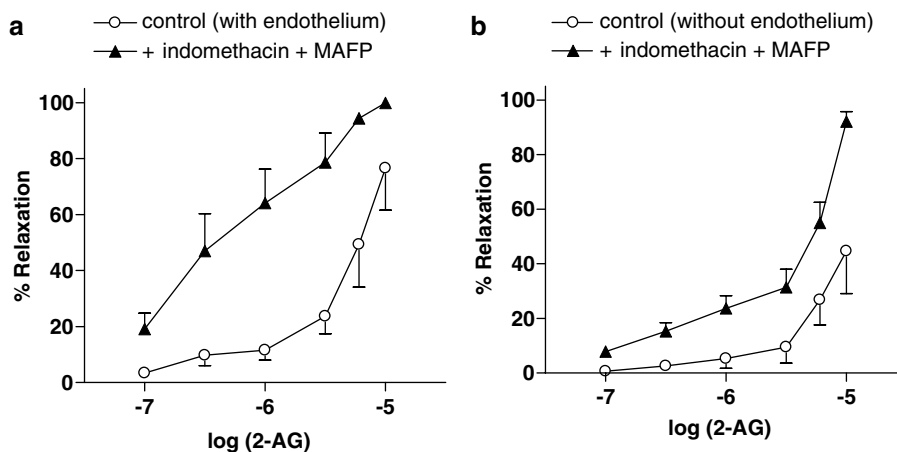 a
control (with endothelium)
+ indomethacin + MAFP
% Relaxation
100
80
60
40
20
0
-7
-6
-5
log (2-AG)
b
control (without endothelium)
+ indomethacin + MAFP
% Relaxation
100
80
60
40
20
0
-7
-6
-5
log (2-AG)